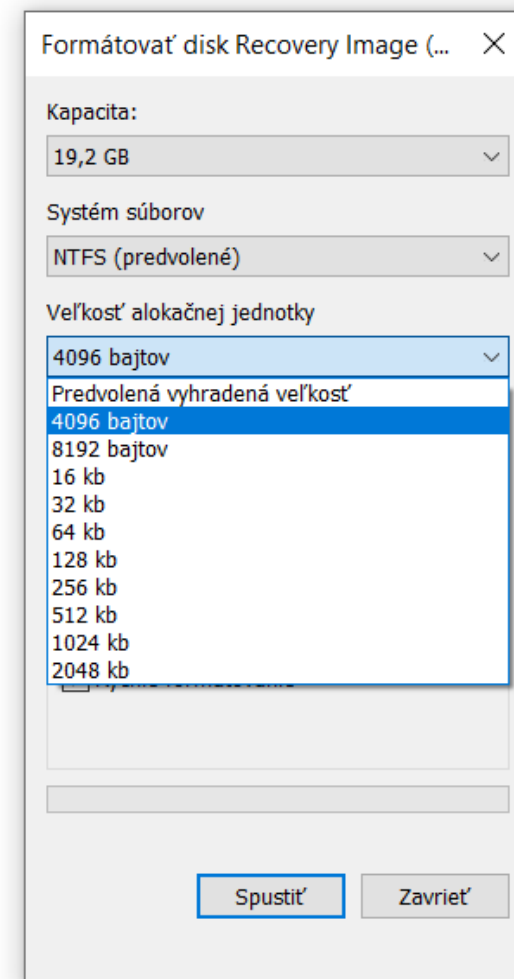 Formátovať disk Recovery Image (...
Kapacita:
19,2 GB
Systém súborov
NTFS (predvolené)
Veľkosť alokačnej jednotky
4096 bajtov
Predvolená vyhradená veľkosť
4096 bajtov
8192 bajtov
16 kb
32 kb
64 kb
128 kb
256 kb
512 kb
1024 kb
2048 kb
Spustiť
Zavrieť